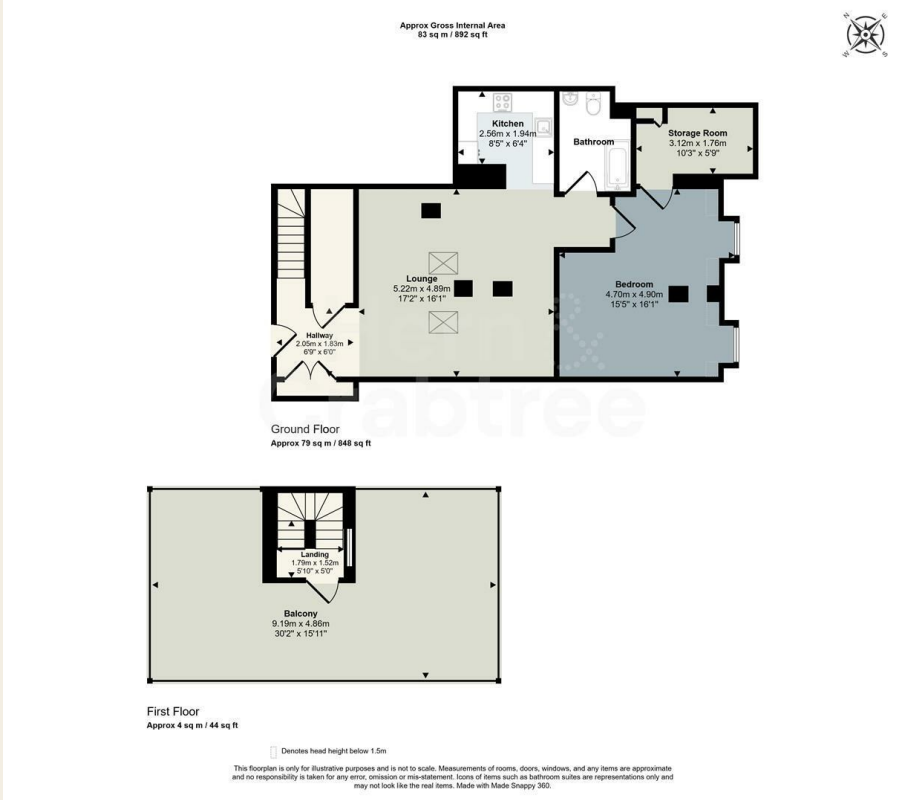 Approx Gross Internal Area
83 sq m / 892 sq ft
N
E
W
S
Kitchen
2.56m x 1.94m
8'5" x 6'4"
Bathroom
Storage Room
3.12m x 1.76m
10'3" x 5'9"
Lounge
5.22m x 4.89m
17'2" x 16'1"
Bedroom
4.70m x 4.90m
15'5" x 16'1"
Hallway
2.05m x 1.83m
6'9" x 6'0"
Hern &
Crabtree
Ground Floor
Approx 79 sq m / 848 sq ft
Landing
1.79m x 1.52m
5'10" x 5'0"
Balcony
9.19m x 4.86m
30'2" x 15'11"
First Floor
Approx 4 sq m / 44 sq ft
Denotes head height below 1.5m
This floorplan is only for illustrative purposes and is not to scale. Measurements of rooms, doors, windows, and any items are approximate
and no responsibility is taken for any error, omission or mis-statement. Icons of items such as bathroom suites are representations only and
may not look like the real items. Made with Made Snappy 360.